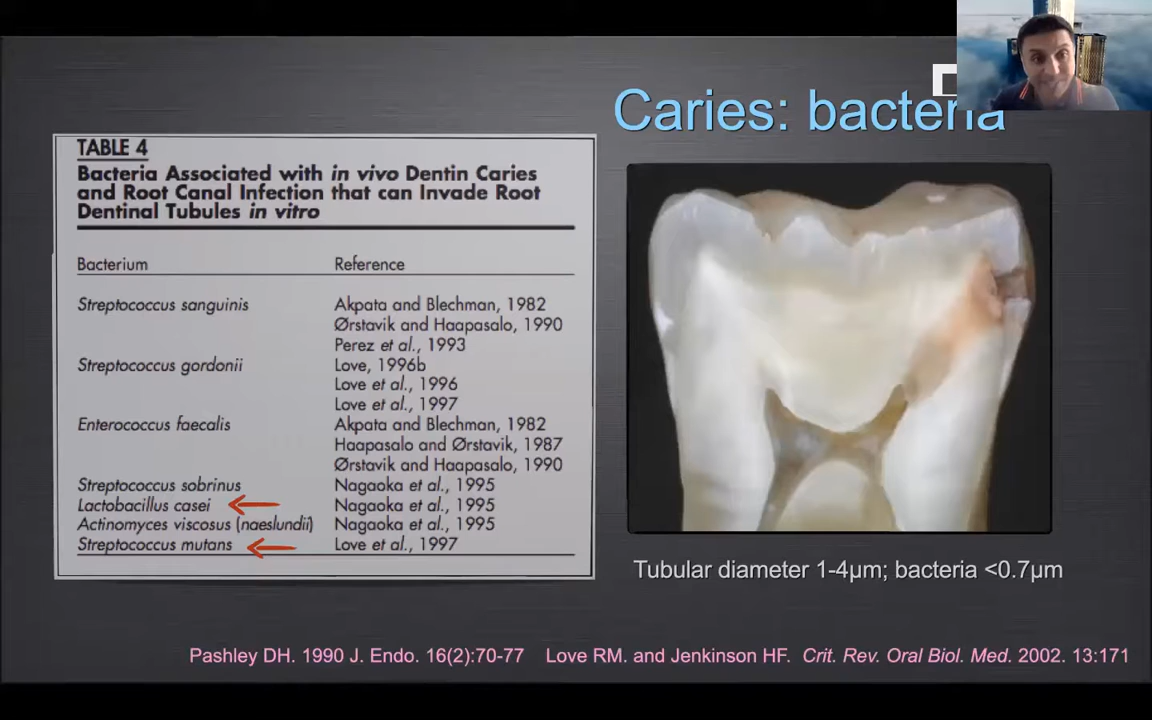 Caries: bacteria
TABLE 4
Bacteria Associated with in vivo Dentin Caries
and Root Canal Infection that can Invade Root
Dentinal Tubules in vitro
Bacterium Reference
Streptococcus sanguinis Akpata and Blechman, 1982
Ørstavik and Haapasalo, 1990
Perez et al., 1993
Streptococcus gordonii Love, 1996b
Love et al., 1996
Love et al., 1997
Enterococcus faecalis Akpata and Blechman, 1982
Haapasalo and Ørstavik, 1987
Ørstavik and Haapasalo, 1990
Streptococcus sobrinus Nagaoka et al., 1995
Lactobacillus casei Nagaoka et al., 1995
Actinomyces viscosus (naeslundii) Nagaoka et al., 1995
Streptococcus mutans Love et al., 1997
Tubular diameter 1-4µm; bacteria <0.7µm
Pashley DH. 1990 J. Endo. 16(2):70-77 Love RM. and Jenkinson HF. Crit. Rev. Oral Biol. Med. 2002. 13:171